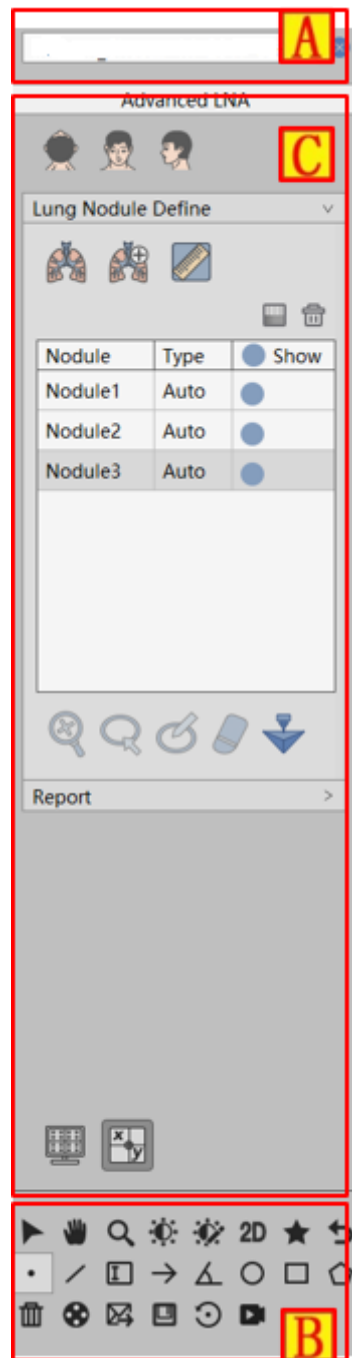 A
Advanced LNA
C
Lung Nodule Define
Nodule Type Show
Nodule1 Auto
Nodule2 Auto
Nodule3 Auto
Report
x
y
2D
I
B